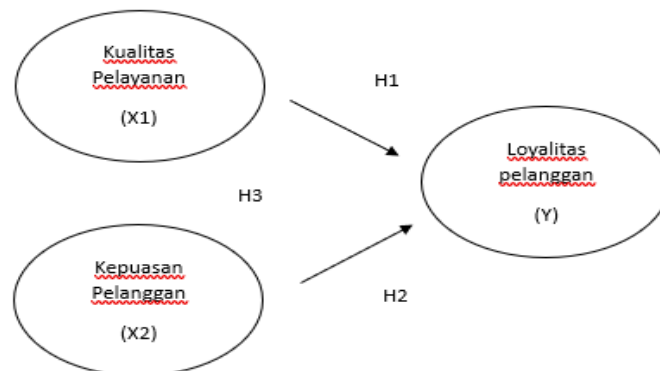 Kualitas
Pelayanan
(X1)
H1
Loyalitas
pelanggan
(Y)
H3
Kepuasan
Pelanggan
(X2)
H2